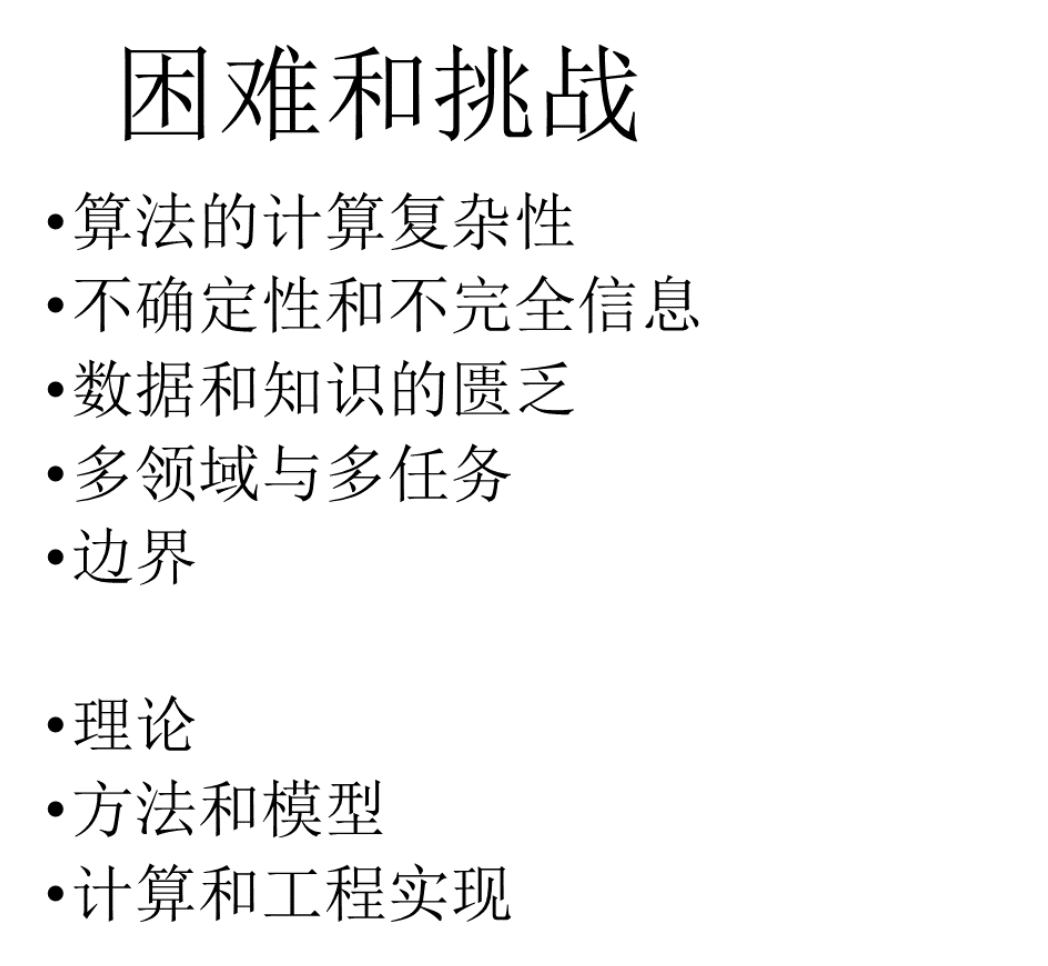 困难和挑战
•算法的计算复杂性
•不确定性和不完全信息
•数据和知识的匮乏
•多领域与多任务
•边界
•理论
•方法和模型
•计算和工程实现